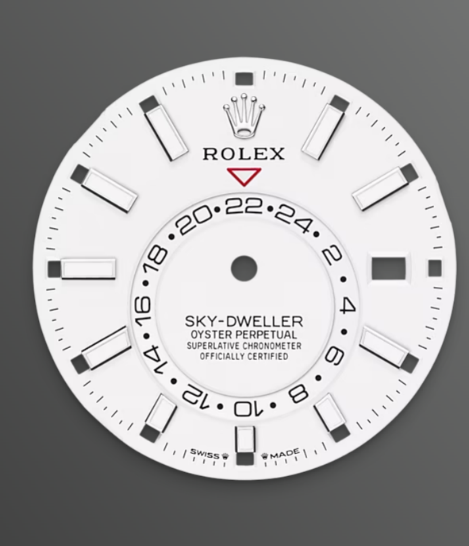 ROLEX
20 • 22 • 24 • 2 • 4 • 6 • 8 • 10 • 12 • 14 • 16 • 18 •
SKY-DWELLER
OYSTER PERPETUAL
SUPERLATIVE CHRONOMETER
OFFICIALLY CERTIFIED
SWISS MADE